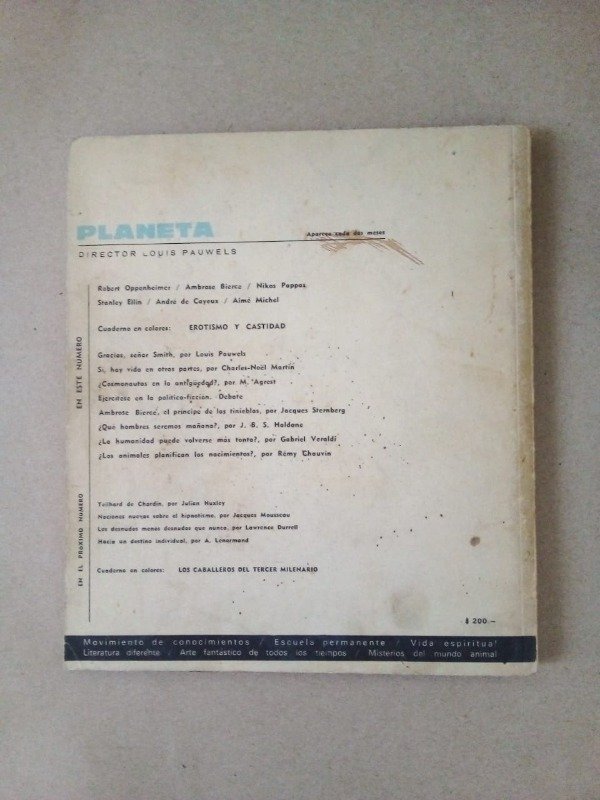 PLANETA
Aparece cada dos meses
DIRECTOR LOUIS PAUWELS
EN ESTE NUMERO
Robert Oppenheimer / Ambrose Bierce / Nikos Pappas
Stanley Ellin / André de Cayeux / Aimé Michel
Cuaderno en colores: EROTISMO Y CASTIDAD
Gracias, señor Smith, por Louis Pauwels
Sí, hay vida en otras partes, por Charles-Noël Martin
¿Cosmonautas en la antigüedad?, por M. Agrest
Ejercítese en la político-ficción. Debate
Ambrose Bierce, el príncipe de las tinieblas, por Jacques Sternberg
¿Qué hombres seremos mañana?, por J. B. S. Haldane
¿La humanidad puede volverse más tonta?, por Gabriel Veraldi
¿Los animales planifican los nacimientos?, por Rémy Chauvin
EN EL PROXIMO NUMERO
Teilhard de Chardin, por Julian Huxley
Nociones nuevas sobre el hipnotismo, por Jacques Mousseau
Los desnudos menos desnudos que nunca, por Lawrence Durrell
Hacia un destino individual, por A. Lenormand
Cuaderno en colores: LOS CABALLEROS DEL TERCER MILENARIO
$ 200.-
Movimiento de conocimientos / Escuela permanente / Vida espiritual
Literatura diferente / Arte fantástico de todos los tiempos / Misterios del mundo animal